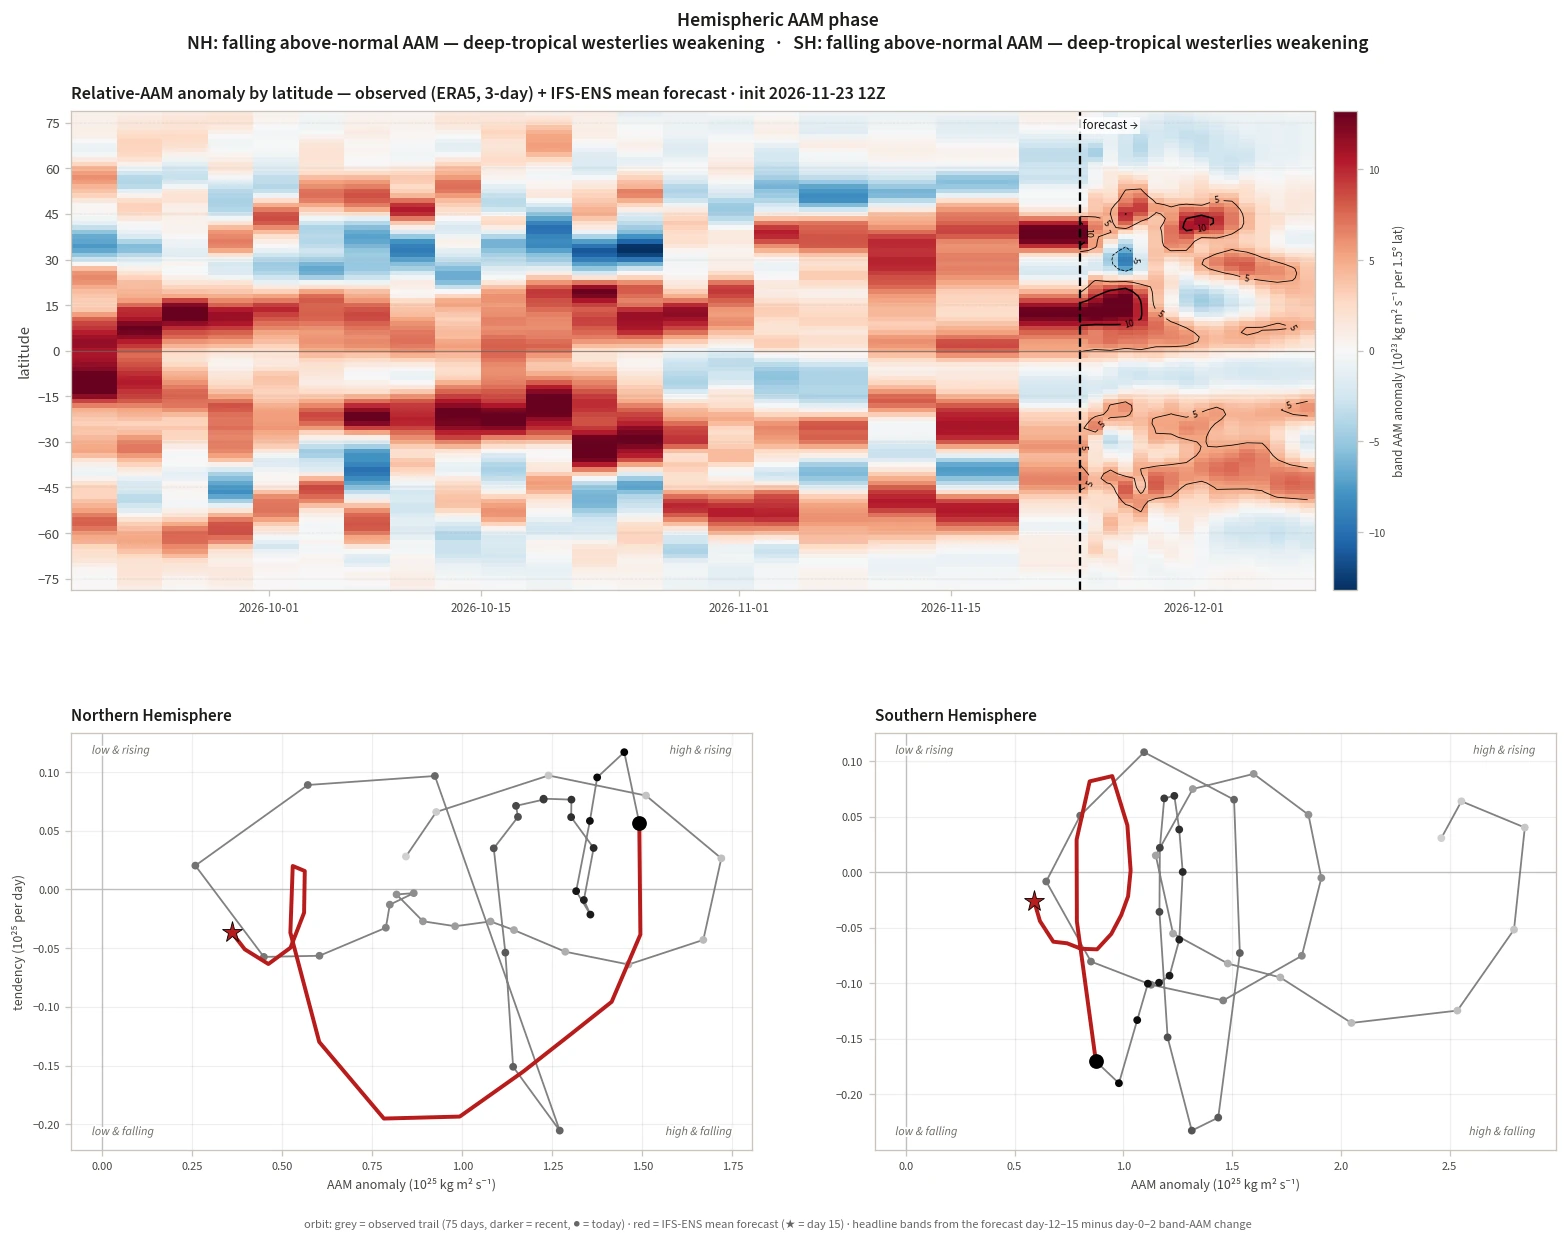 Hemispheric AAM phase
NH: falling above-normal AAM — deep-tropical westerlies weakening · SH: falling above-normal AAM — deep-tropical westerlies weakening
Relative-AAM anomaly by latitude — observed (ERA5, 3-day) + IFS-ENS mean forecast · init 2026-11-23 12Z
forecast →
latitude
75
60
45
30
15
0
−15
−30
−45
−60
−75
2026-10-01
2026-10-15
2026-11-01
2026-11-15
2026-12-01
10
5
0
−5
−10
band AAM anomaly (10²³ kg m² s⁻¹ per 1.5° lat)
Northern Hemisphere
low & rising
high & rising
low & falling
high & falling
0.10
0.05
0.00
−0.05
−0.10
−0.15
−0.20
tendency (10²⁵ per day)
0.00
0.25
0.50
0.75
1.00
1.25
1.50
1.75
AAM anomaly (10²⁵ kg m² s⁻¹)
Southern Hemisphere
low & rising
high & rising
low & falling
high & falling
0.10
0.05
0.00
−0.05
−0.10
−0.15
−0.20
0.0
0.5
1.0
1.5
2.0
2.5
AAM anomaly (10²⁵ kg m² s⁻¹)
orbit: grey = observed trail (75 days, darker = recent, ● = today) · red = IFS-ENS mean forecast (★ = day 15) · headline bands from the forecast day-12–15 minus day-0–2 band-AAM change